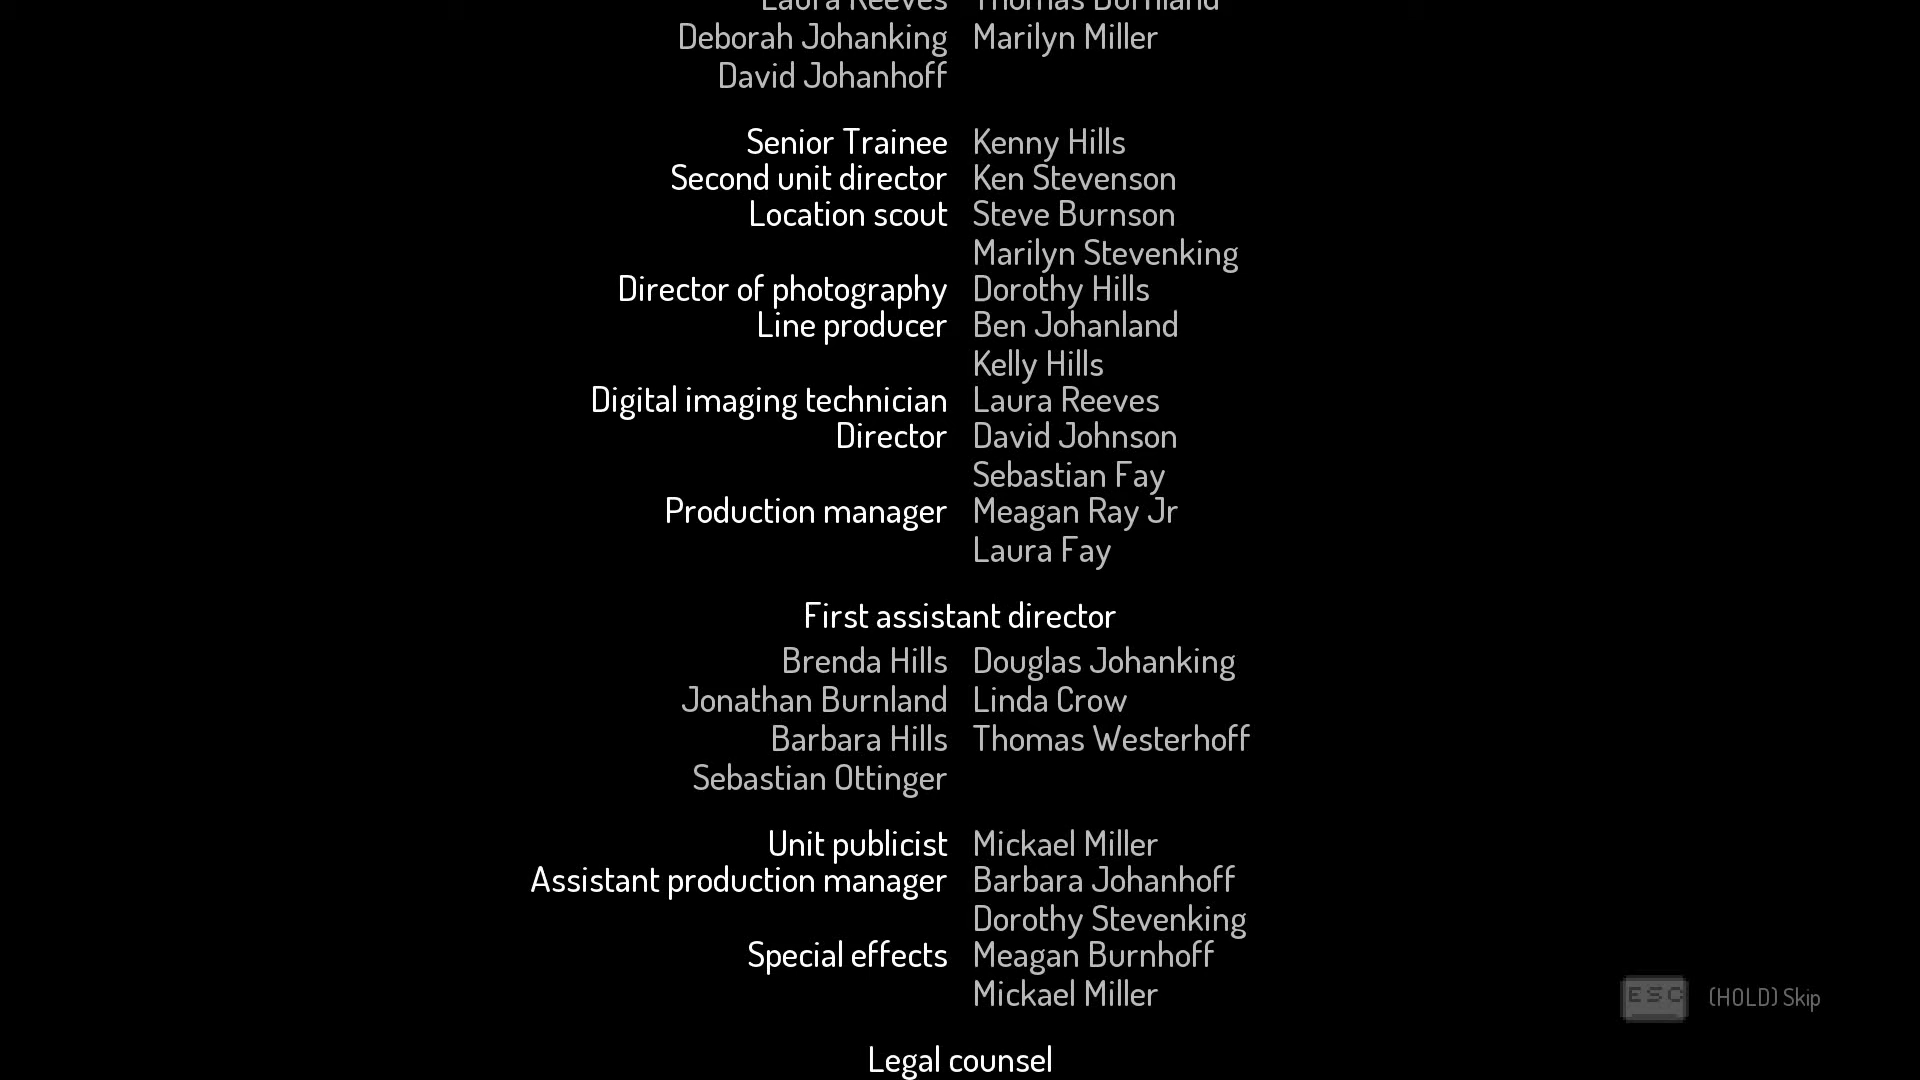 Laura Reeves Thomas Burnland
Deborah Johanking Marilyn Miller
David Johanhoff
Senior Trainee Kenny Hills
Second unit director Ken Stevenson
Location scout Steve Burnson
Marilyn Stevenking
Director of photography Dorothy Hills
Line producer Ben Johanland
Kelly Hills
Digital imaging technician Laura Reeves
Director David Johnson
Sebastian Fay
Production manager Meagan Ray Jr
Laura Fay
First assistant director
Brenda Hills Douglas Johanking
Jonathan Burnland Linda Crow
Barbara Hills Thomas Westerhoff
Sebastian Ottinger
Unit publicist Mickael Miller
Assistant production manager Barbara Johanhoff
Dorothy Stevenking
Special effects Meagan Burnhoff
Mickael Miller
ESC (HOLD) Skip
Legal counsel